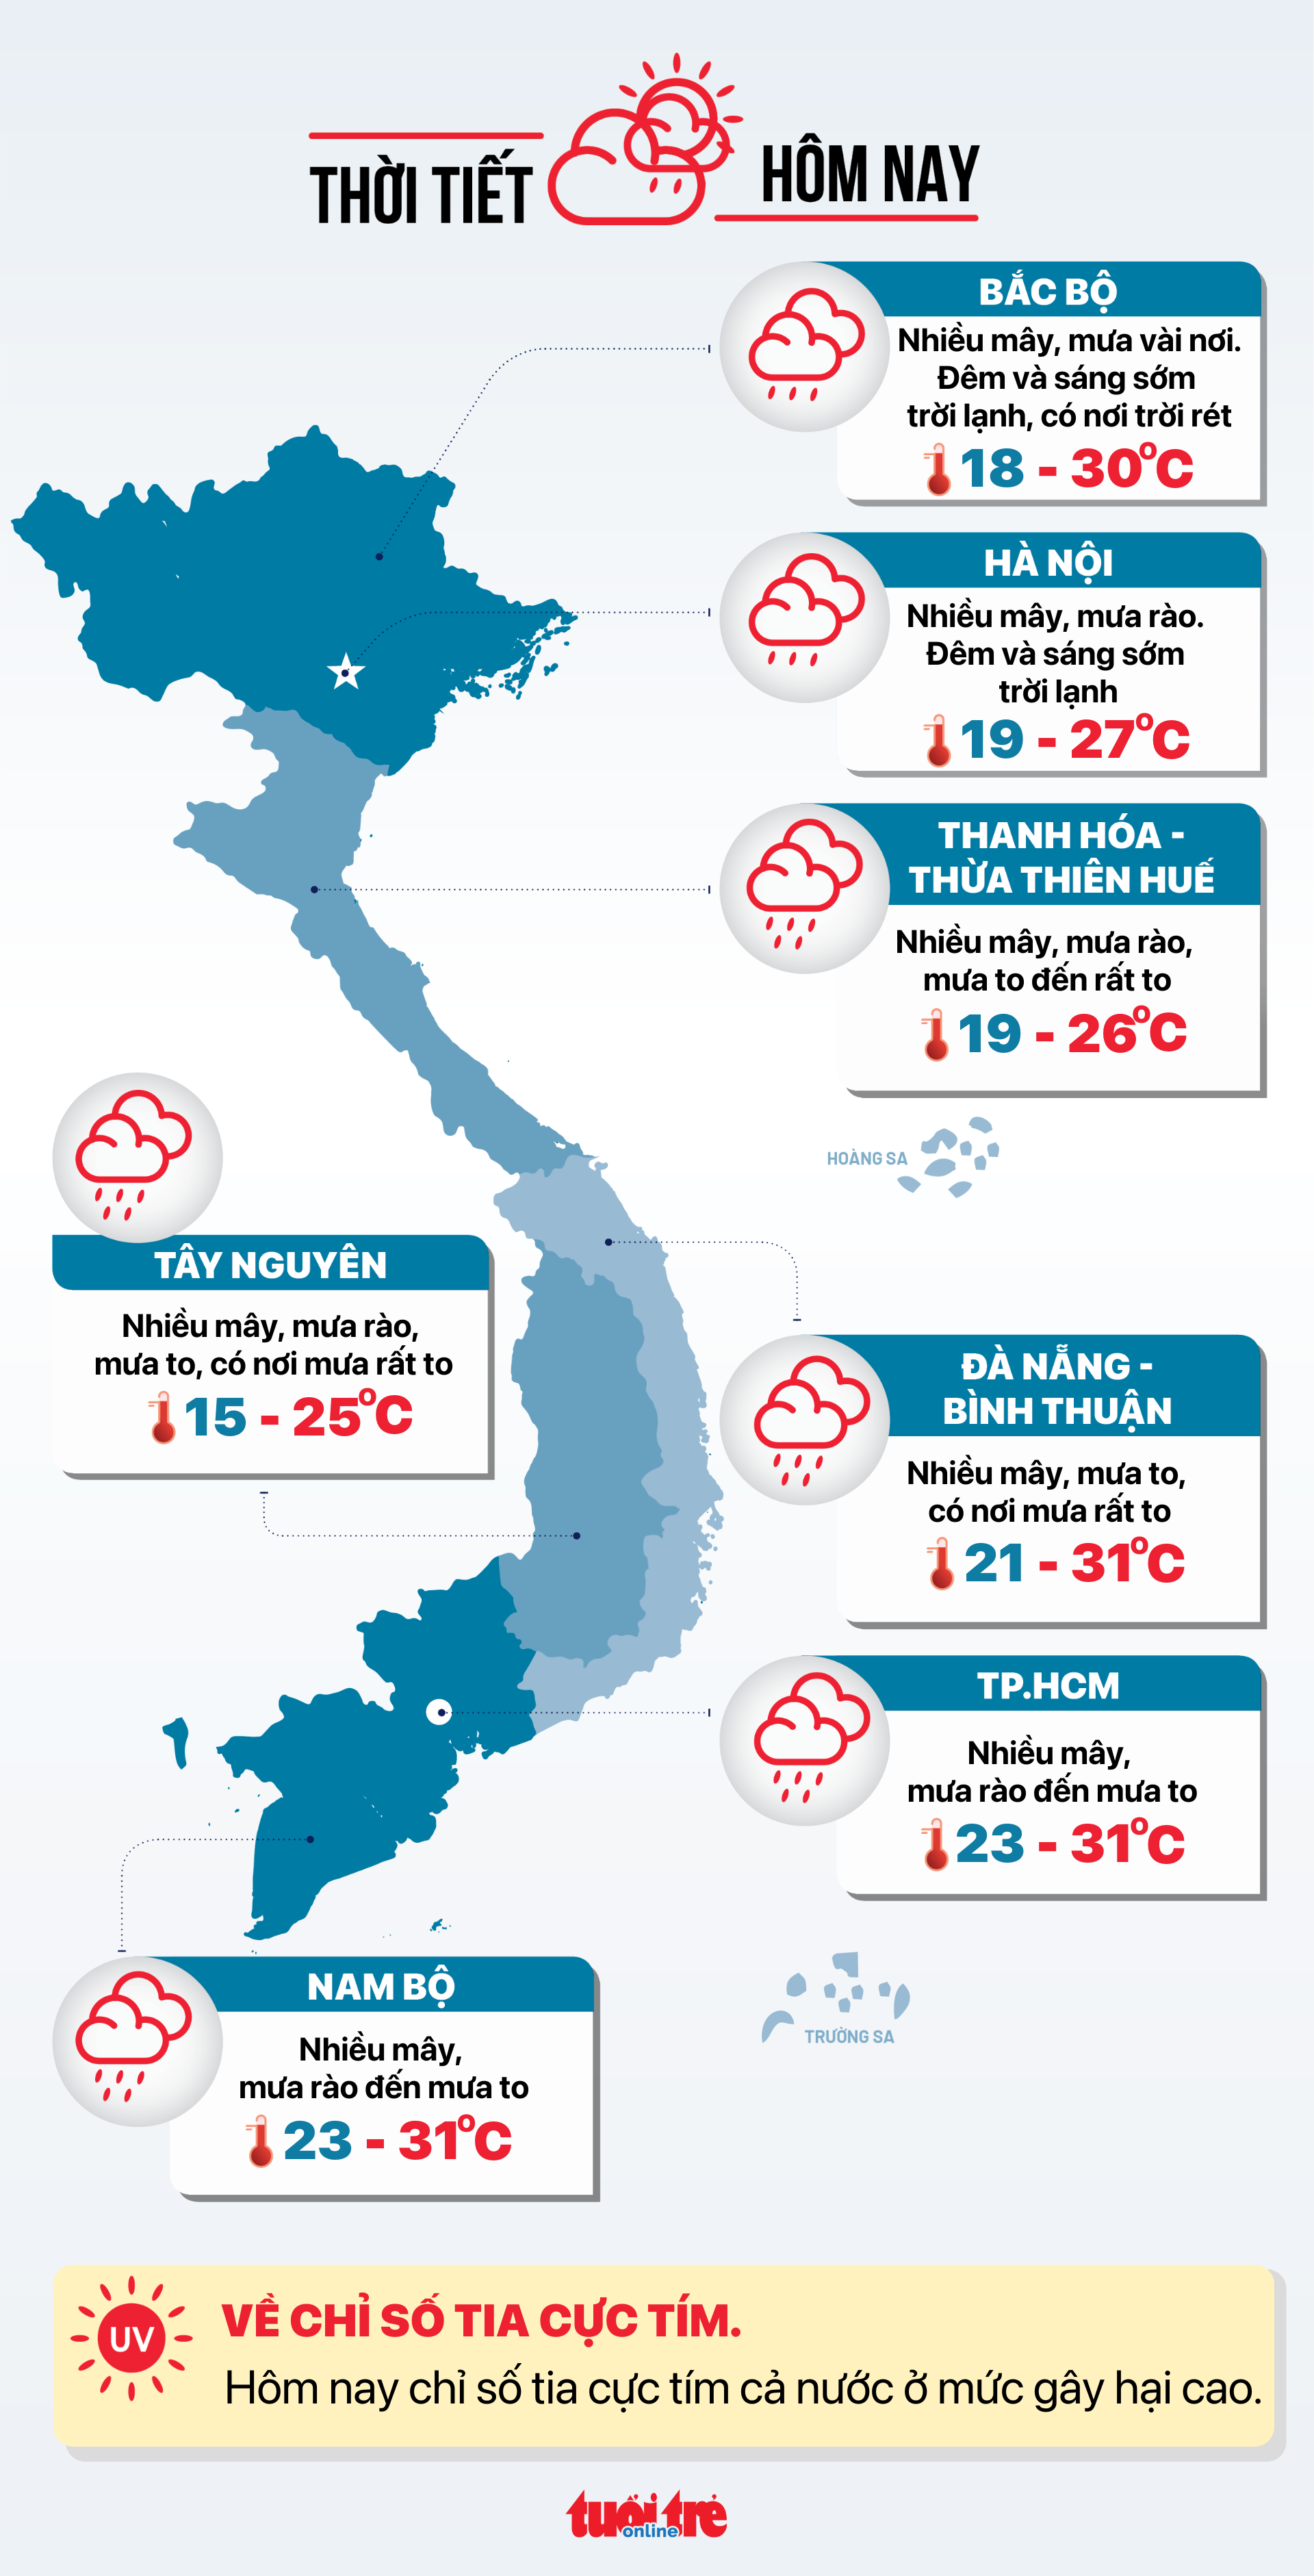 THỜI TIẾT
HÔM NAY
BẮC BỘ
Nhiều mây, mưa vài nơi.
Đêm và sáng sớm
trời lạnh, có nơi trời rét
18 - 30°C
HÀ NỘI
Nhiều mây, mưa rào.
Đêm và sáng sớm
trời lạnh
19 - 27°C
THANH HÓA -
THỪA THIÊN HUẾ
Nhiều mây, mưa rào,
mưa to đến rất to
19 - 26°C
HOÀNG SA
TÂY NGUYÊN
Nhiều mây, mưa rào,
mưa to, có nơi mưa rất to
15 - 25°C
ĐÀ NẴNG -
BÌNH THUẬN
Nhiều mây, mưa to,
có nơi mưa rất to
21 - 31°C
TP.HCM
Nhiều mây,
mưa rào đến mưa to
23 - 31°C
NAM BỘ
Nhiều mây,
mưa rào đến mưa to
23 - 31°C
TRƯỜNG SA
UV
VỀ CHỈ SỐ TIA CỰC TÍM.
Hôm nay chỉ số tia cực tím cả nước ở mức gây hại cao.
tuổi trẻ
online